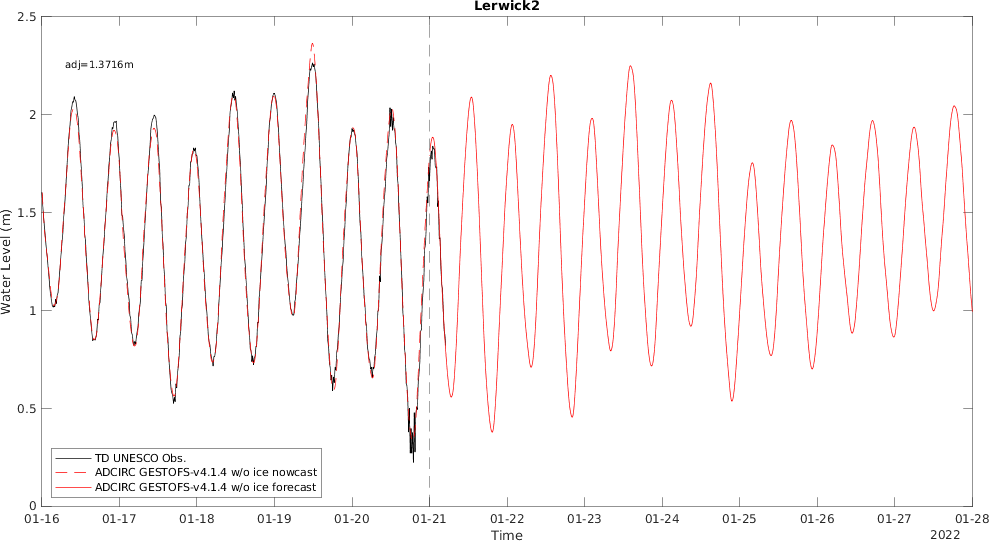 Lerwick2
2.5
adj=1.3716m
2
1.5
Water Level (m)
1
0.5
TD UNESCO Obs.
ADCIRC GESTOFS-v4.1.4 w/o ice nowcast
ADCIRC GESTOFS-v4.1.4 w/o ice forecast
0
01-16 01-17 01-18 01-19 01-20 01-21 01-22 01-23 01-24 01-25 01-26 01-27 01-28
Time
2022